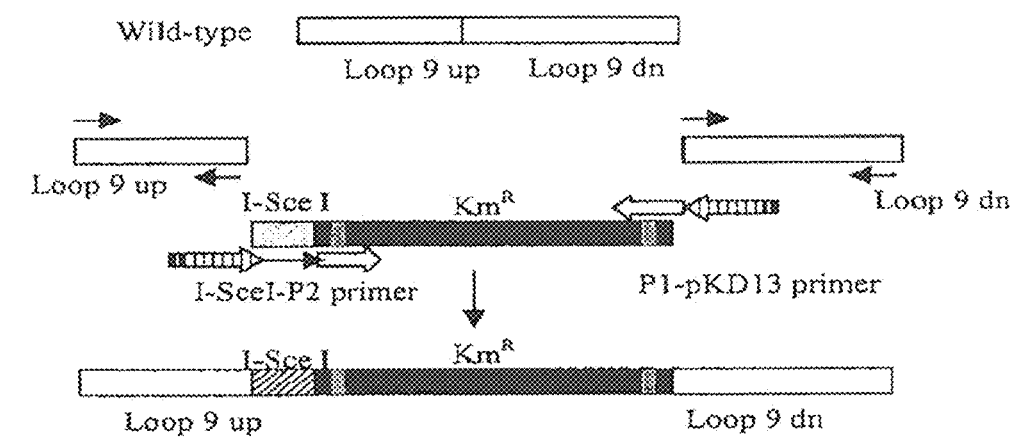 Wild-type
Loop 9 up
Loop 9 dn
Loop 9 up
I-Sce I
Km^R
Loop 9 dn
I-SceI-P2 primer
P1-pKD13 primer
I-Sce I
Km^R
Loop 9 up
Loop 9 dn